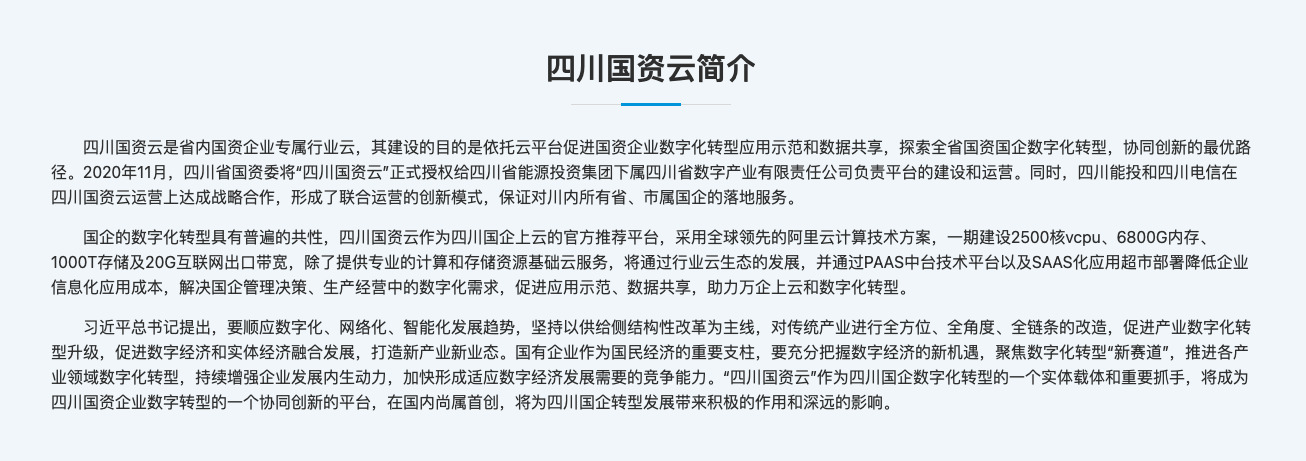 四川国资云简介
四川国资云是省内国资企业专属行业云，其建设的目的是依托云平台促进国资企业数字化转型应用示范和数据共享，探索全省国资国企数字化转型，协同创新的最优路
径。2020年11月，四川省国资委将“四川国资云”正式授权给四川省能源投资集团下属四川省数字产业有限责任公司负责平台的建设和运营。同时，四川能投和四川电信在
四川国资云运营上达成战略合作，形成了联合运营的创新模式，保证对川内所有省、市属国企的落地服务。
国企的数字化转型具有普遍的共性，四川国资云作为四川国企上云的官方推荐平台，采用全球领先的阿里云计算技术方案，一期建设2500核vcpu、6800G内存、
1000T存储及20G互联网出口带宽，除了提供专业的计算和存储资源基础云服务，将通过行业云生态的发展，并通过PAAS中台技术平台以及SAAS化应用超市部署降低企业
信息化应用成本，解决国企管理决策、生产经营中的数字化需求，促进应用示范、数据共享，助力万企上云和数字化转型。
习近平总书记提出，要顺应数字化、网络化、智能化发展趋势，坚持以供给侧结构性改革为主线，对传统产业进行全方位、全角度、全链条的改造，促进产业数字化转
型升级，促进数字经济和实体经济融合发展，打造新产业新业态。国有企业作为国民经济的重要支柱，要充分把握数字经济的新机遇，聚焦数字化转型“新赛道”，推进各产
业领域数字化转型，持续增强企业发展内生动力，加快形成适应数字经济发展需要的竞争能力。“四川国资云”作为四川国企数字化转型的一个实体载体和重要抓手，将成为
四川国资企业数字转型的一个协同创新的平台，在国内尚属首创，将为四川国企转型发展带来积极的作用和深远的影响。